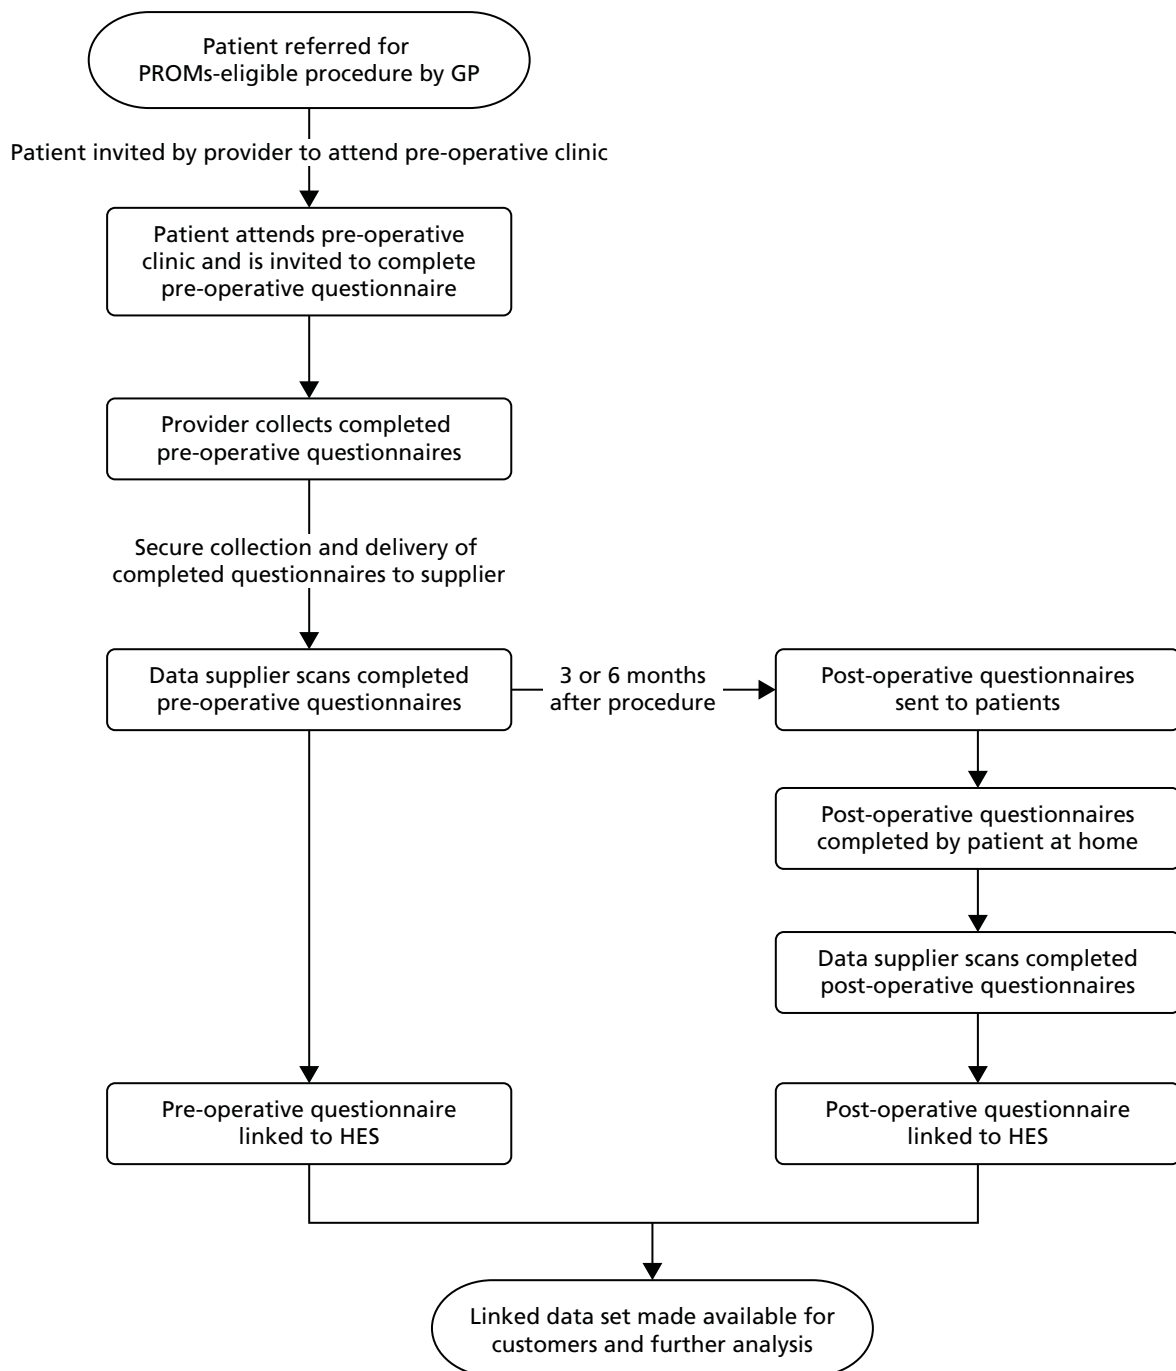 Patient referred for
PROMs-eligible procedure by GP
Patient invited by provider to attend pre-operative clinic
Patient attends pre-operative
clinic and is invited to complete
pre-operative questionnaire
Provider collects completed
pre-operative questionnaires
Secure collection and delivery of
completed questionnaires to supplier
Data supplier scans completed
pre-operative questionnaires
3 or 6 months
after procedure
Post-operative questionnaires
sent to patients
Post-operative questionnaires
completed by patient at home
Data supplier scans completed
post-operative questionnaires
Pre-operative questionnaire
linked to HES
Post-operative questionnaire
linked to HES
Linked data set made available for
customers and further analysis